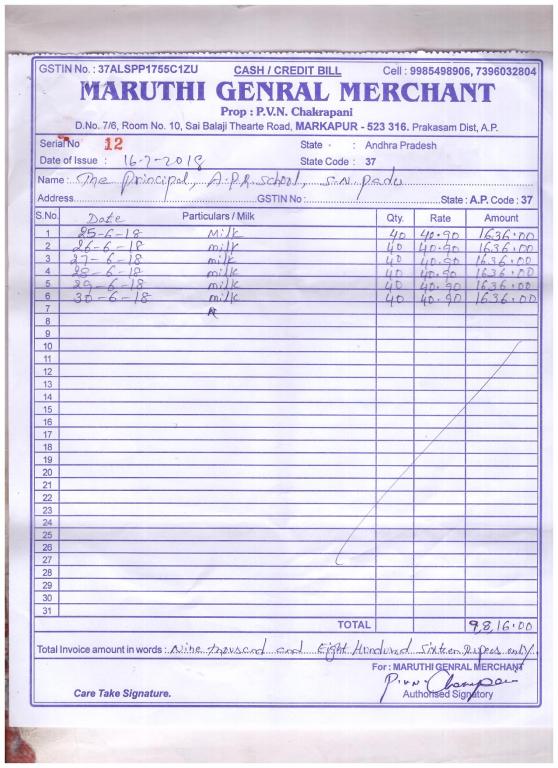 GSTIN No. : 37ALSPP1755C1ZU CASH / CREDIT BILL Cell : 9985498906, 7396032804
MARUTHI GENRAL MERCHANT
Prop : P.V.N. Chakrapani
D.No. 7/6, Room No. 10, Sai Balaji Thearte Road, MARKAPUR - 523 316. Prakasam Dist, A.P.
Serial No 12 State : Andhra Pradesh
Date of Issue : 16-7-2018 State Code : 37
Name : The Principal, A.P.R. School, S.N. Padu
Address GSTIN No : State : A.P. Code : 37
S.No. Date Particulars / Milk Qty. Rate Amount
1 25-6-18 Milk 40 40.90 1636.00
2 26-6-18 milk 40 40.90 1636.00
3 27-6-18 milk 40 40.90 1636.00
4 28-6-18 milk 40 40.90 1636.00
5 29-6-18 milk 40 40.90 1636.00
6 30-6-18 milk 40 40.90 1636.00
7
8
9
10
11
12
13
14
15
16
17
18
19
20
21
22
23
24
25
26
27
28
29
30
31
TOTAL 98,16.00
Total Invoice amount in words : Nine thousand and Eight Hundred Sixteen Rupees only.
For : MARUTHI GENRAL MERCHANT
Care Take Signature. Authorised Signatory